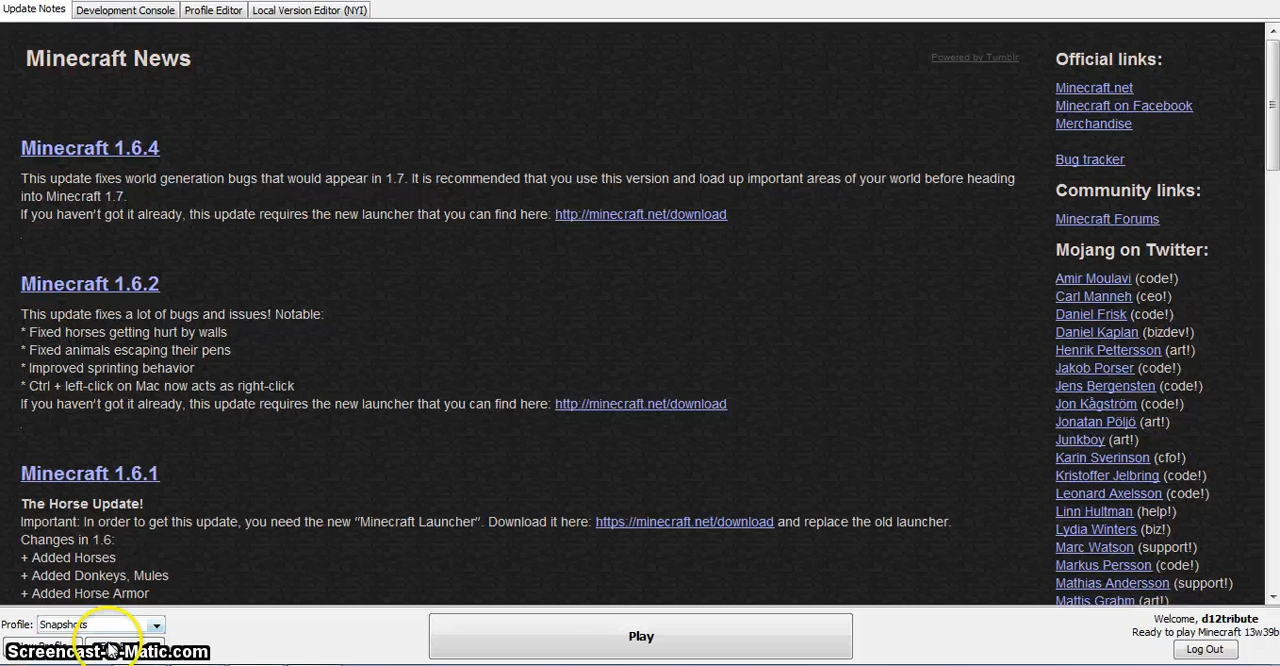 Update Notes
Development Console
Profile Editor
Local Version Editor (NYI)
Minecraft News
Powered by Tumblr
Minecraft 1.6.4
This update fixes world generation bugs that would appear in 1.7. It is recommended that you use this version and load up important areas of your world before heading
into Minecraft 1.7.
If you haven't got it already, this update requires the new launcher that you can find here: http://minecraft.net/download
.
Minecraft 1.6.2
This update fixes a lot of bugs and issues! Notable:
* Fixed horses getting hurt by walls
* Fixed animals escaping their pens
* Improved sprinting behavior
* Ctrl + left-click on Mac now acts as right-click
If you haven't got it already, this update requires the new launcher that you can find here: http://minecraft.net/download
.
Minecraft 1.6.1
The Horse Update!
Important: In order to get this update, you need the new "Minecraft Launcher". Download it here: https://minecraft.net/download and replace the old launcher.
Changes in 1.6:
+ Added Horses
+ Added Donkeys, Mules
+ Added Horse Armor
Official links:
Minecraft.net
Minecraft on Facebook
Merchandise
Bug tracker
Community links:
Minecraft Forums
Mojang on Twitter:
Amir Moulavi (code!)
Carl Manneh (ceo!)
Daniel Frisk (code!)
Daniel Kaplan (bizdev!)
Henrik Pettersson (art!)
Jakob Porser (code!)
Jens Bergensten (code!)
Jon Kågström (code!)
Jonatan Pöljö (art!)
Junkboy (art!)
Karin Sverinson (cfo!)
Kristoffer Jelbring (code!)
Leonard Axelsson (code!)
Linn Hultman (help!)
Lydia Winters (biz!)
Marc Watson (support!)
Markus Persson (code!)
Mathias Andersson (support!)
Mattis Grahm (art!)
Profile: Snapshots
Play
Welcome, d12tribute
Ready to play Minecraft 13w39b
Log Out
Screencast-O-Matic.com